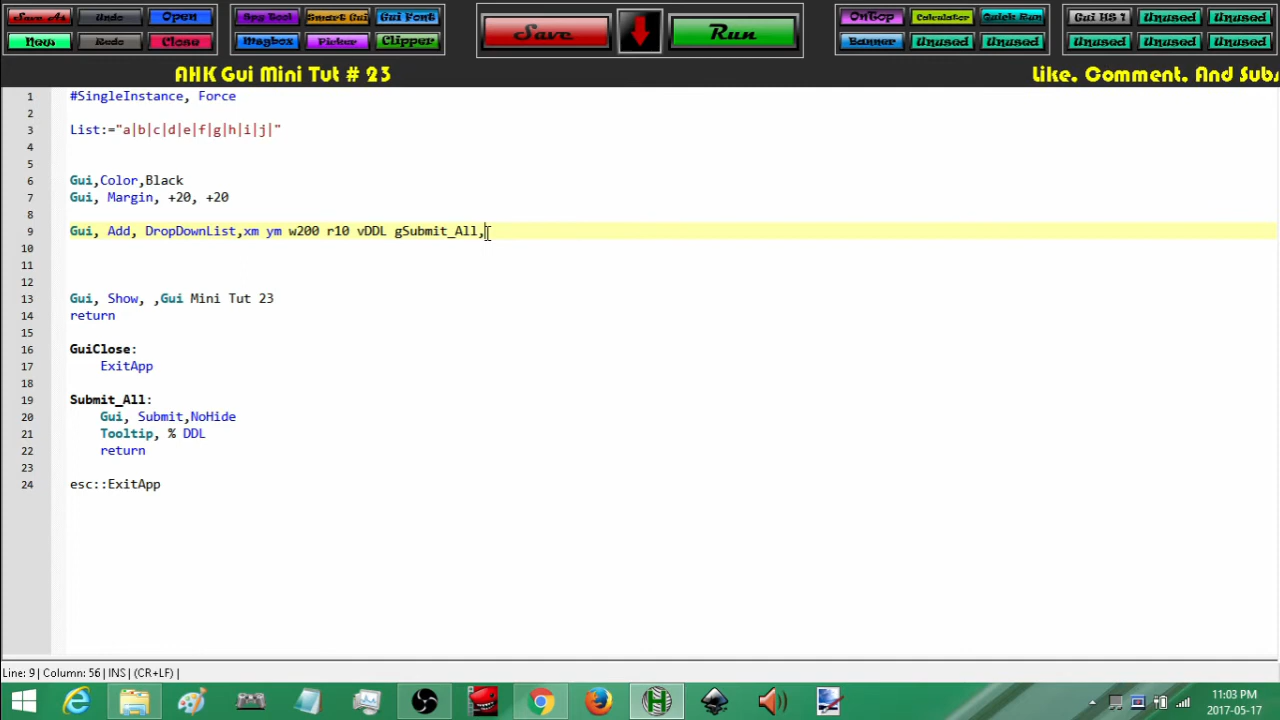 Save As Undo Open Spy Tool Smart Gui Gui Font Save Run OnTop Calculator Quick Run Gui HS 1 Unused Unused
New Redo Close Msgbox Picker Clipper Banner Unused Unused Unused Unused Unused
AHK Gui Mini Tut # 23 Like. Comment. And Subs
1 #SingleInstance, Force
2
3 List:="a|b|c|d|e|f|g|h|i|j|"
4
5
6 Gui,Color,Black
7 Gui, Margin, +20, +20
8
9 Gui, Add, DropDownList,xm ym w200 r10 vDDL gSubmit_All,
10
11
12
13 Gui, Show, ,Gui Mini Tut 23
14 return
15
16 GuiClose:
17 ExitApp
18
19 Submit_All:
20 Gui, Submit,NoHide
21 Tooltip, % DDL
22 return
23
24 esc::ExitApp
Line: 9 | Column: 56 | INS | (CR+LF) |
11:03 PM
2017-05-17